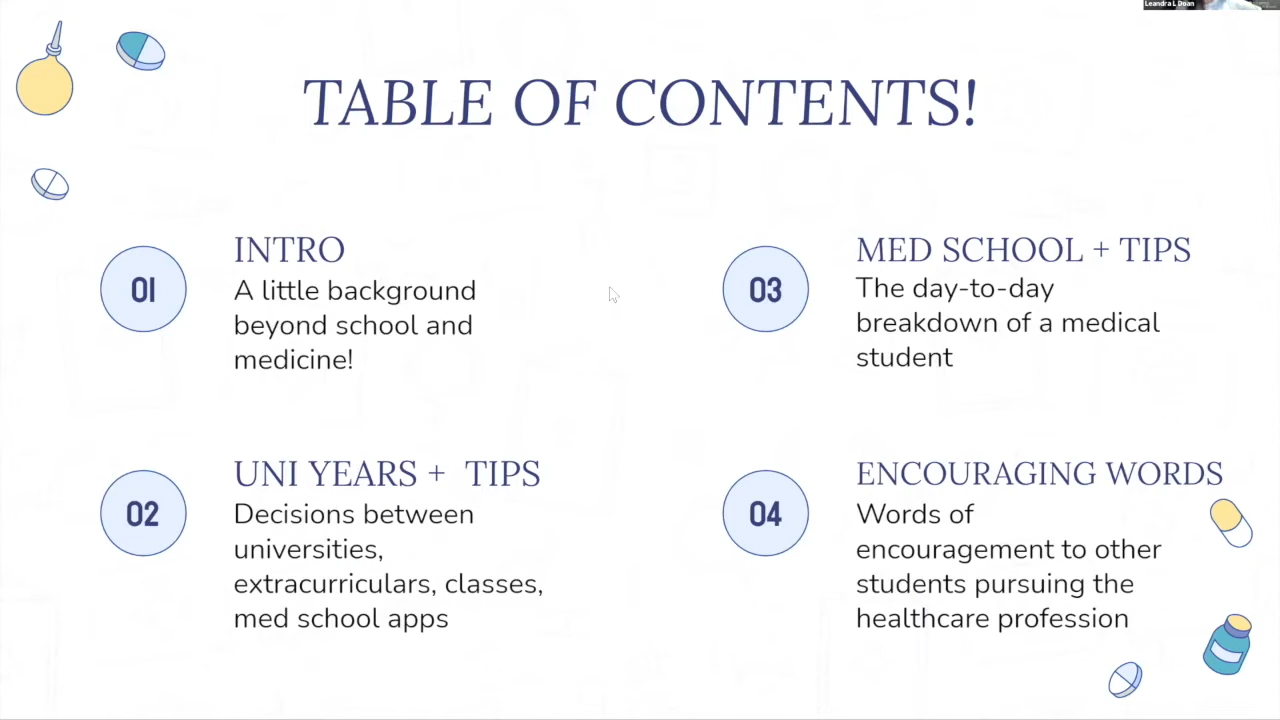 Leandra L Doan
TABLE OF CONTENTS!
01
INTRO
A little background
beyond school and
medicine!
02
UNI YEARS +  TIPS
Decisions between
universities,
extracurriculars, classes,
med school apps
03
MED SCHOOL + TIPS
The day-to-day
breakdown of a medical
student
04
ENCOURAGING WORDS
Words of
encouragement to other
students pursuing the
healthcare profession